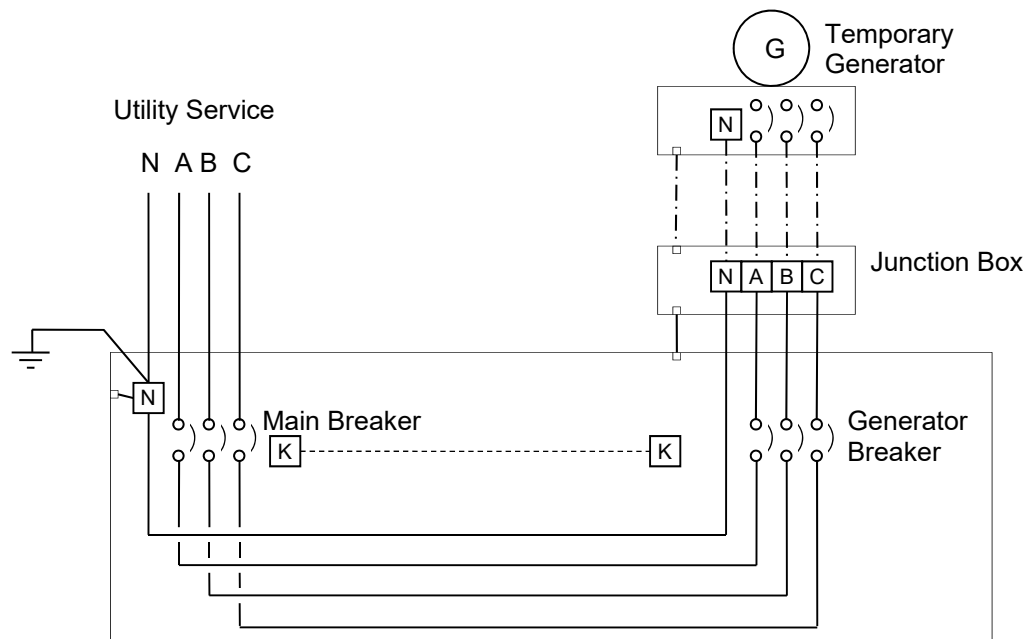 G
Temporary
Generator
N
Utility Service
N A B C
N A B C
Junction Box
N
Main Breaker
K
K
Generator
Breaker